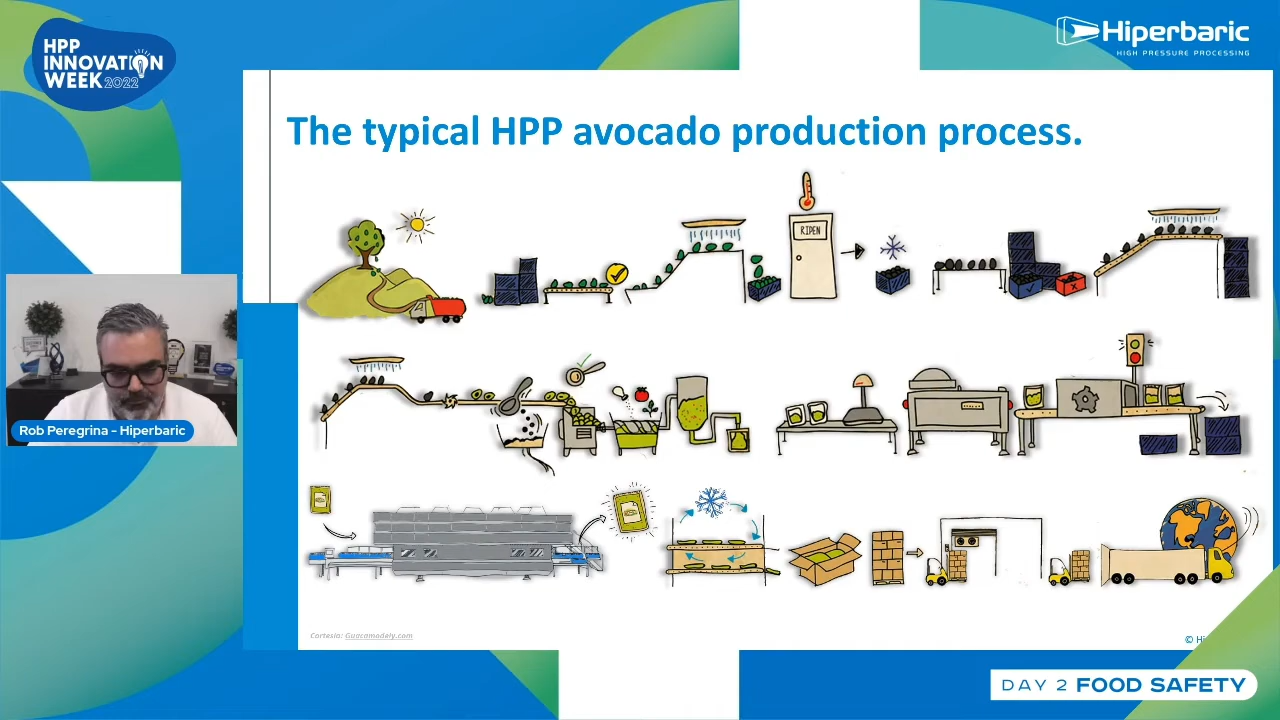 HPP
INNOVATION
WEEK 2022
Hiperbaric
HIGH PRESSURE PROCESSING
The typical HPP avocado production process.
RIPEN
Rob Peregrina - Hiperbaric
Cortesía: Guacamodely.com
©
DAY 2 FOOD SAFETY